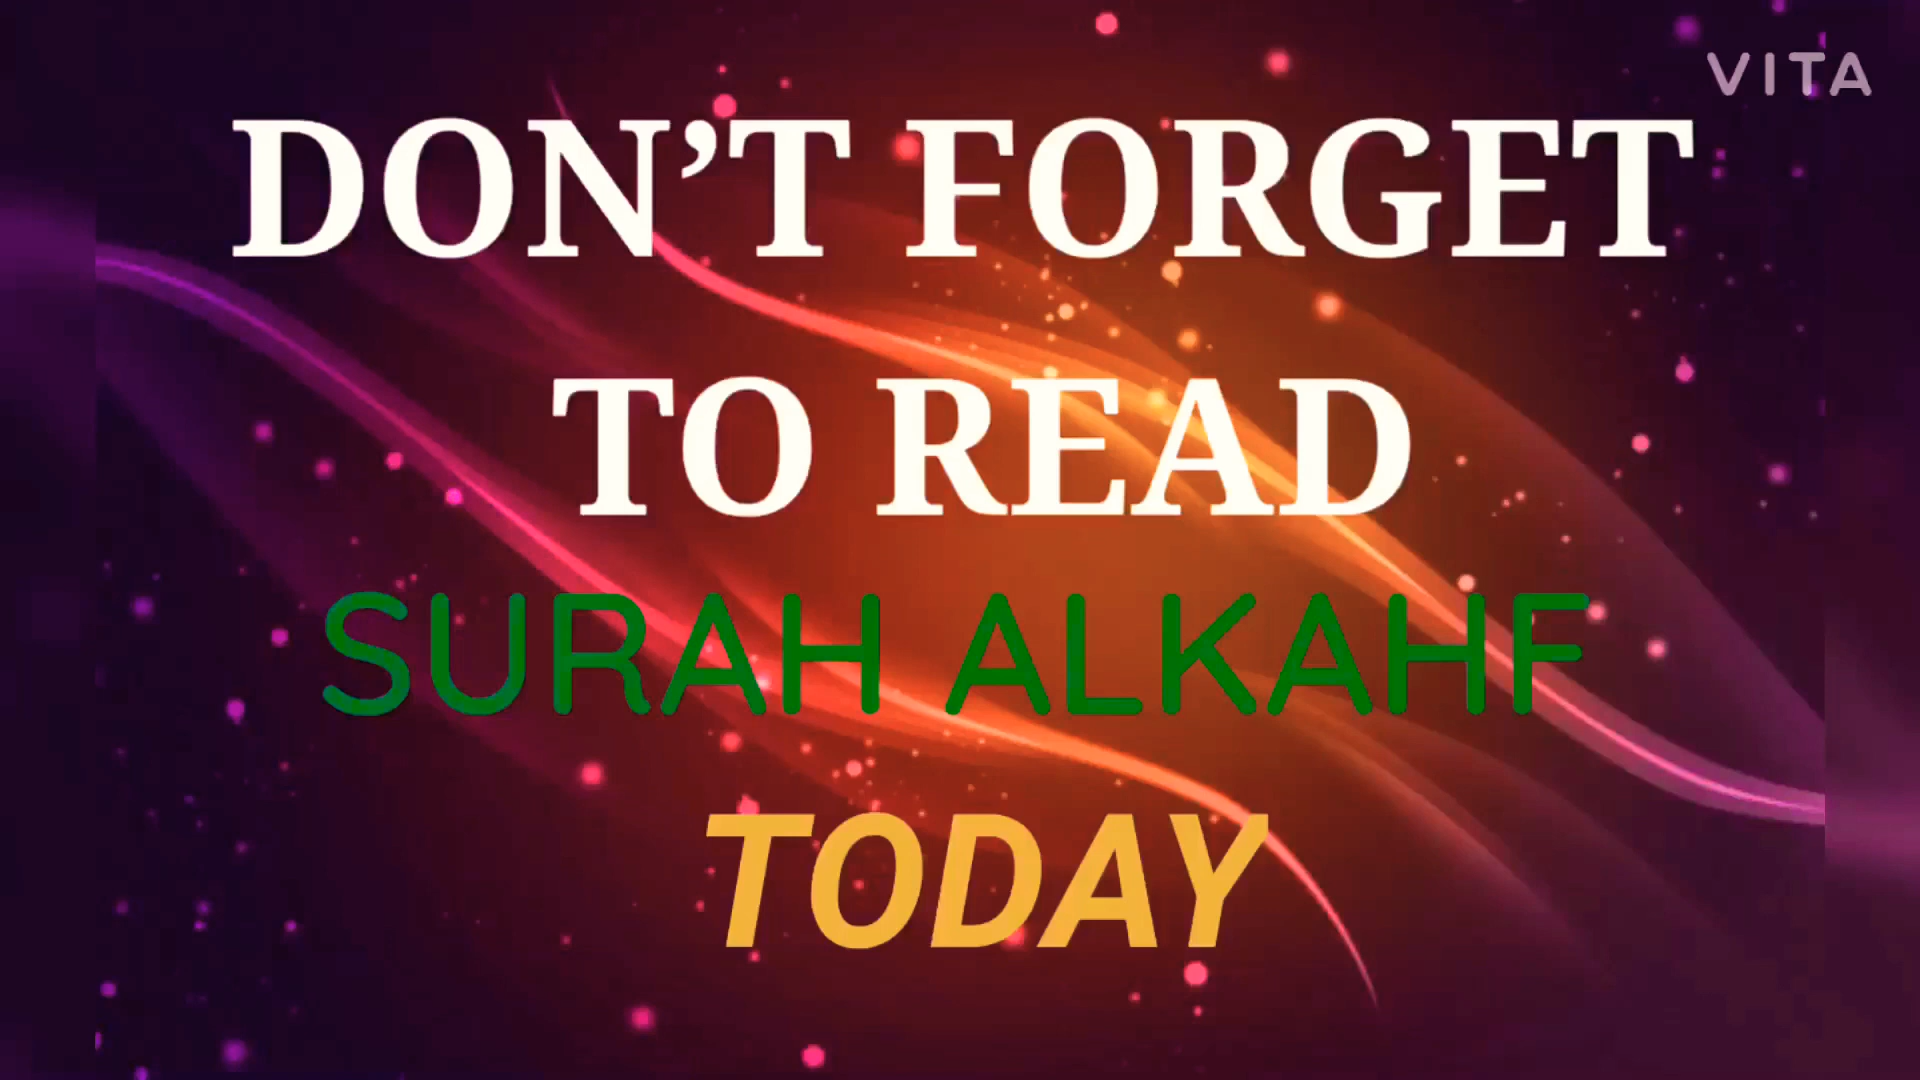 VITA
DON’T FORGET
TO READ
SURAH ALKAHF
TODAY